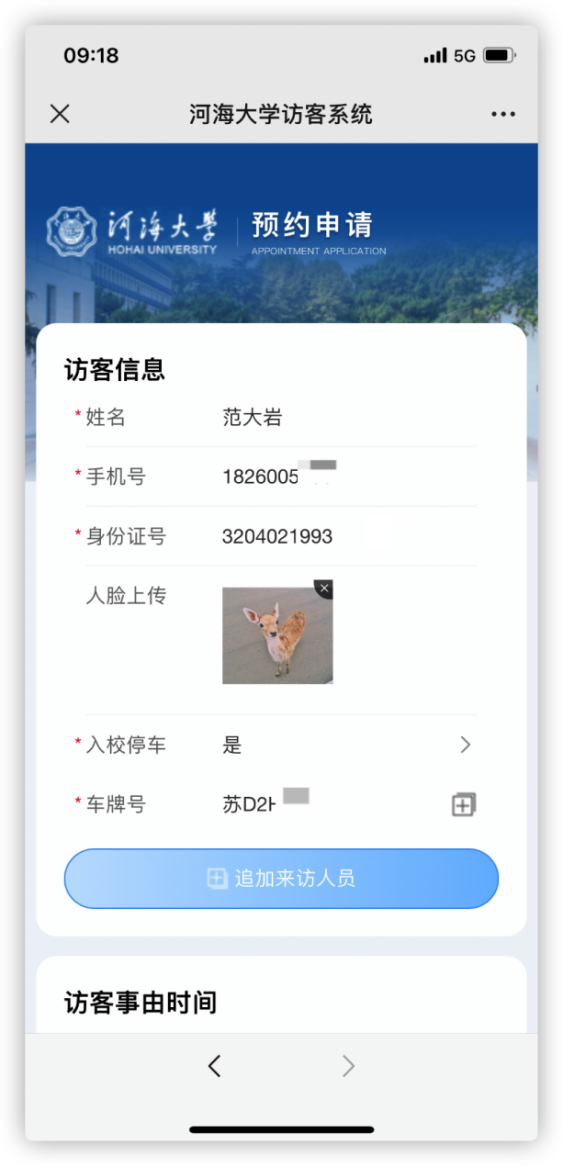 09:18 5G
河海大学访客系统
河海大學 预约申请
HOHAI UNIVERSITY APPOINTMENT APPLICATION
访客信息
*姓名 范大岩
*手机号 1826005
*身份证号 3204021993
人脸上传
*入校停车 是
*车牌号 苏D2H
追加来访人员
访客事由时间